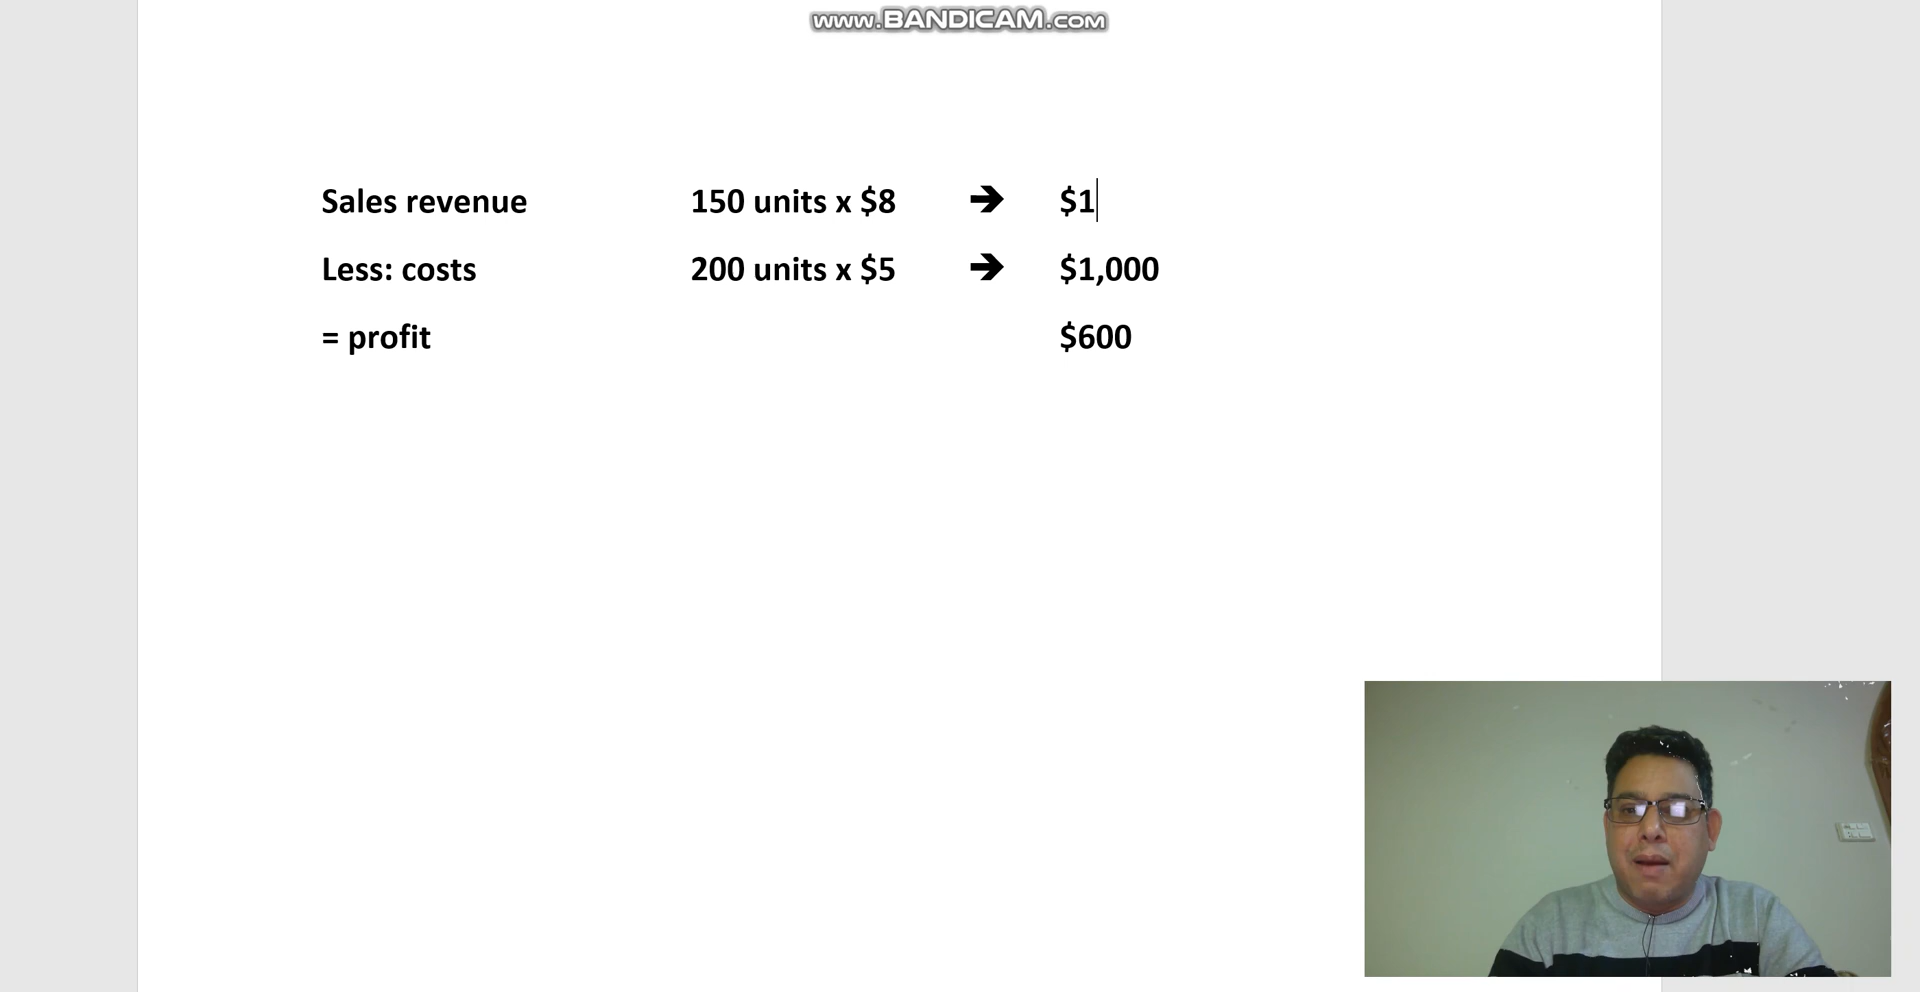 www.BANDICAM.com
Sales revenue 150 units x $8 ➔ $1
Less: costs 200 units x $5 ➔ $1,000
= profit $600